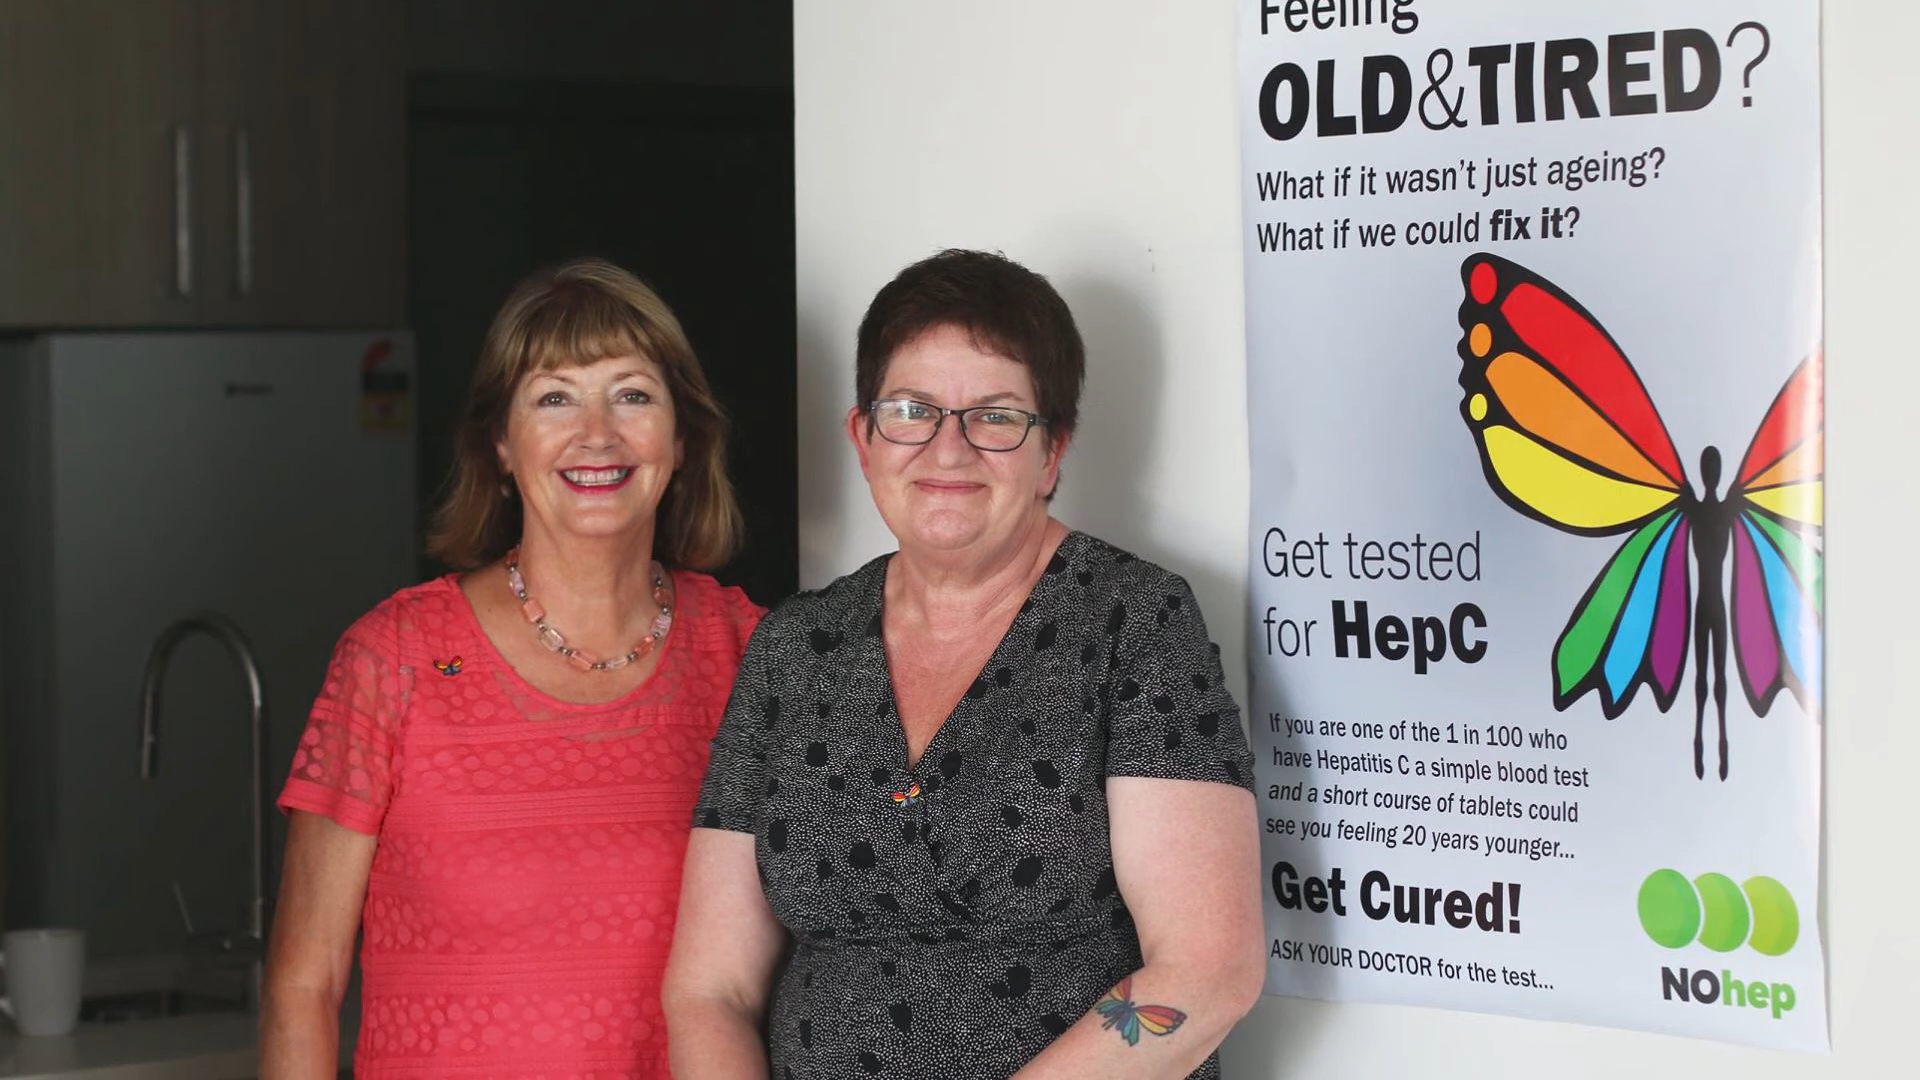 Feeling
OLD&TIRED?
What if it wasn't just ageing?
What if we could fix it?
Get tested
for HepC
If you are one of the 1 in 100 who
have Hepatitis C a simple blood test
and a short course of tablets could
see you feeling 20 years younger...
Get Cured!
ASK YOUR DOCTOR for the test...
NOhep